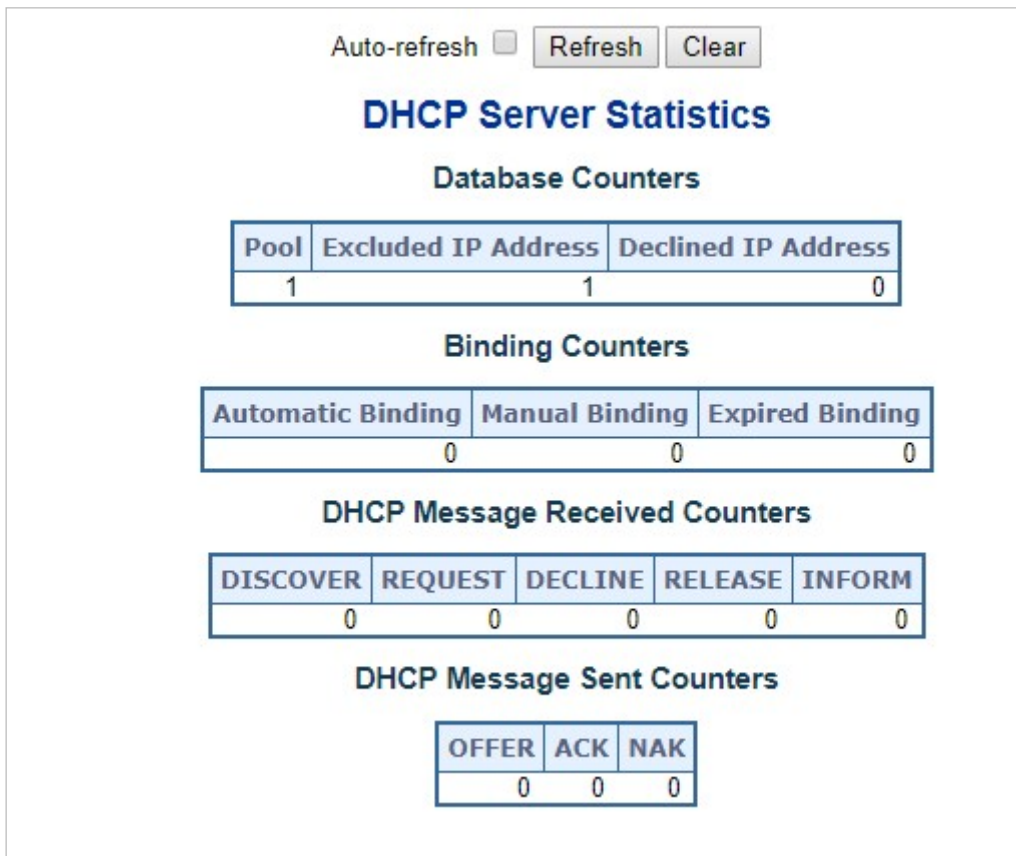 Auto-refresh Refresh Clear
DHCP Server Statistics
Database Counters
Pool Excluded IP Address Declined IP Address
1 1 0
Binding Counters
Automatic Binding Manual Binding Expired Binding
0 0 0
DHCP Message Received Counters
DISCOVER REQUEST DECLINE RELEASE INFORM
0 0 0 0 0
DHCP Message Sent Counters
OFFER ACK NAK
0 0 0